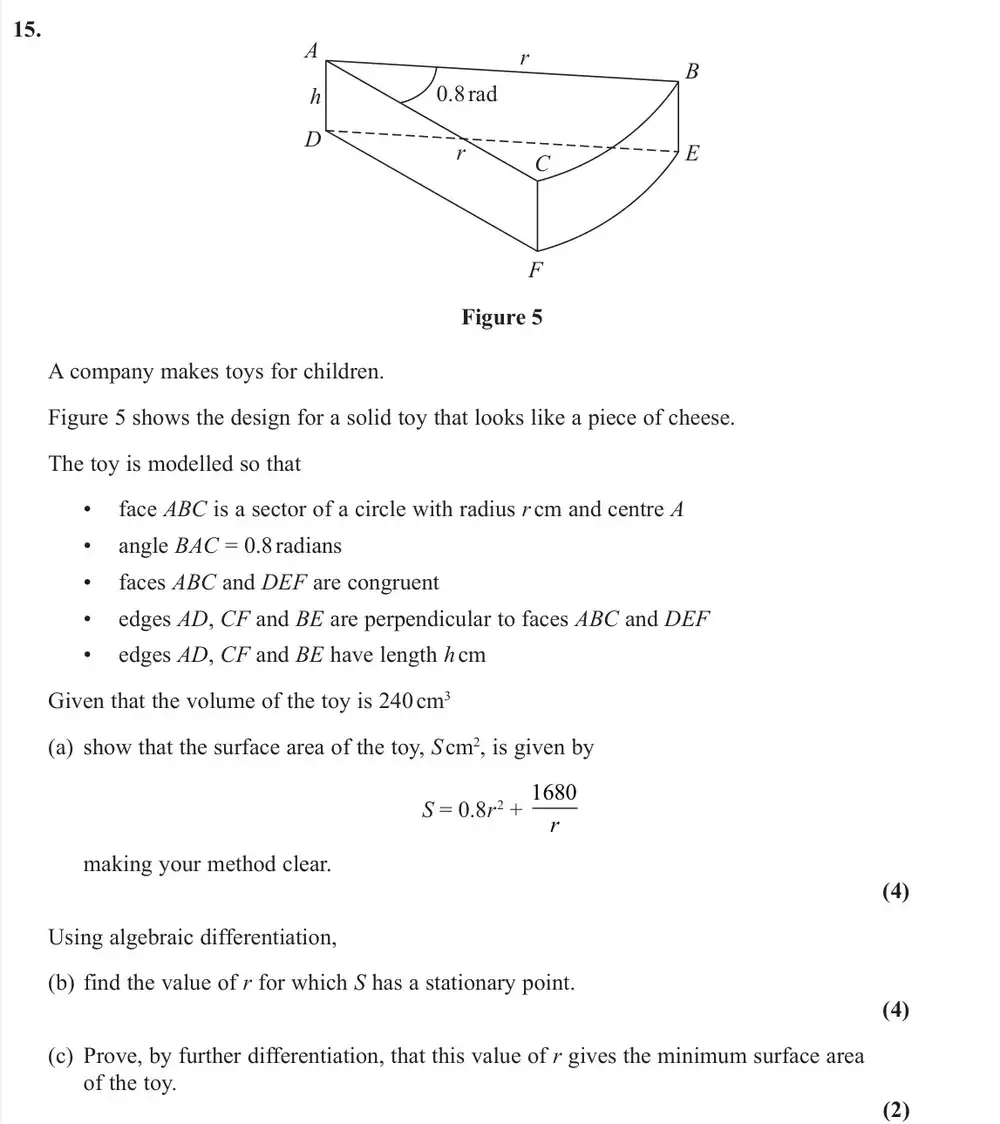 15.
A
r
B
h
0.8 rad
D
r
C
E
F
Figure 5
A company makes toys for children.
Figure 5 shows the design for a solid toy that looks like a piece of cheese.
The toy is modelled so that
• face ABC is a sector of a circle with radius r cm and centre A
• angle BAC = 0.8 radians
• faces ABC and DEF are congruent
• edges AD, CF and BE are perpendicular to faces ABC and DEF
• edges AD, CF and BE have length h cm
Given that the volume of the toy is 240 cm³
(a) show that the surface area of the toy, S cm², is given by
S = 0.8r² + 1680/r
making your method clear.
(4)
Using algebraic differentiation,
(b) find the value of r for which S has a stationary point.
(4)
(c) Prove, by further differentiation, that this value of r gives the minimum surface area
of the toy.
(2)